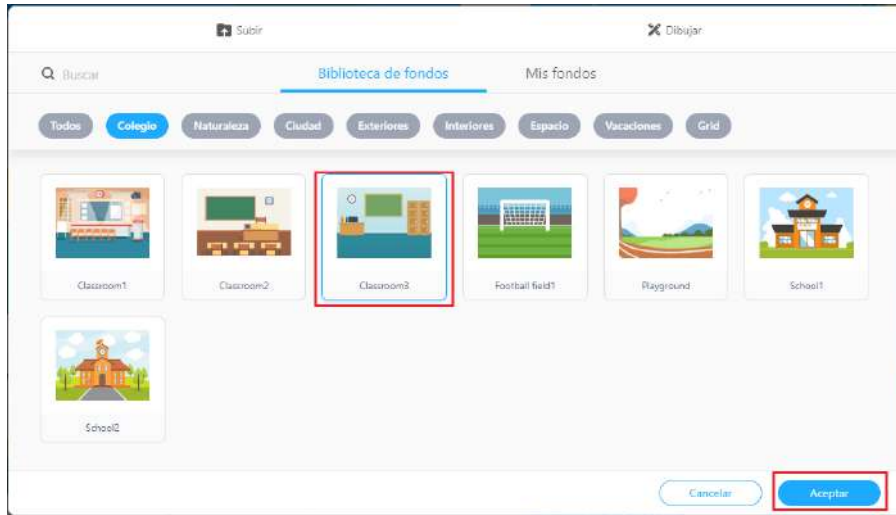 Subir
Dibujar
Buscar
Biblioteca de fondos
Mis fondos
Todos
Colegio
Naturaleza
Ciudad
Exteriores
Interiores
Espacio
Vacaciones
Grid
Classroom1
Classroom2
Classroom3
Football field1
Playground
School1
School2
Cancelar
Aceptar